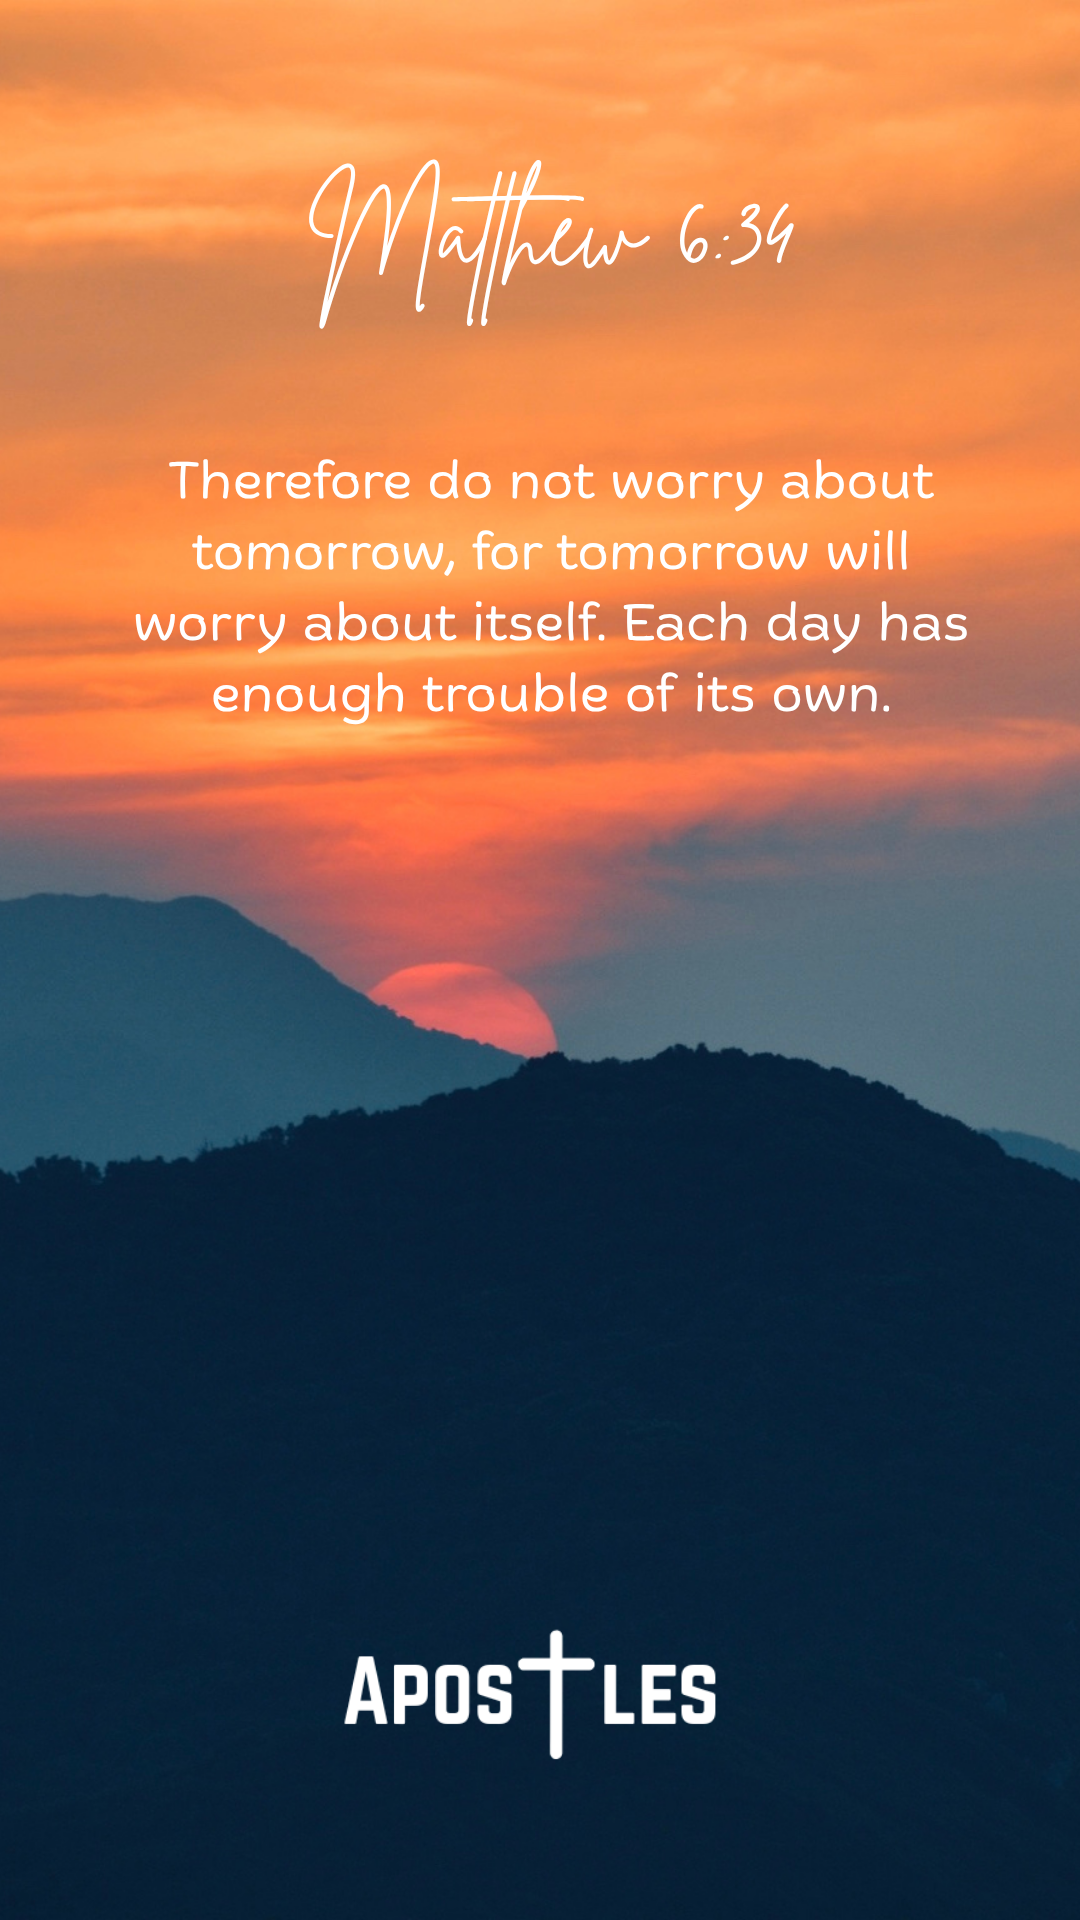 Matthew 6:34
Therefore do not worry about
tomorrow, for tomorrow will
worry about itself. Each day has
enough trouble of its own.
APOSTLES